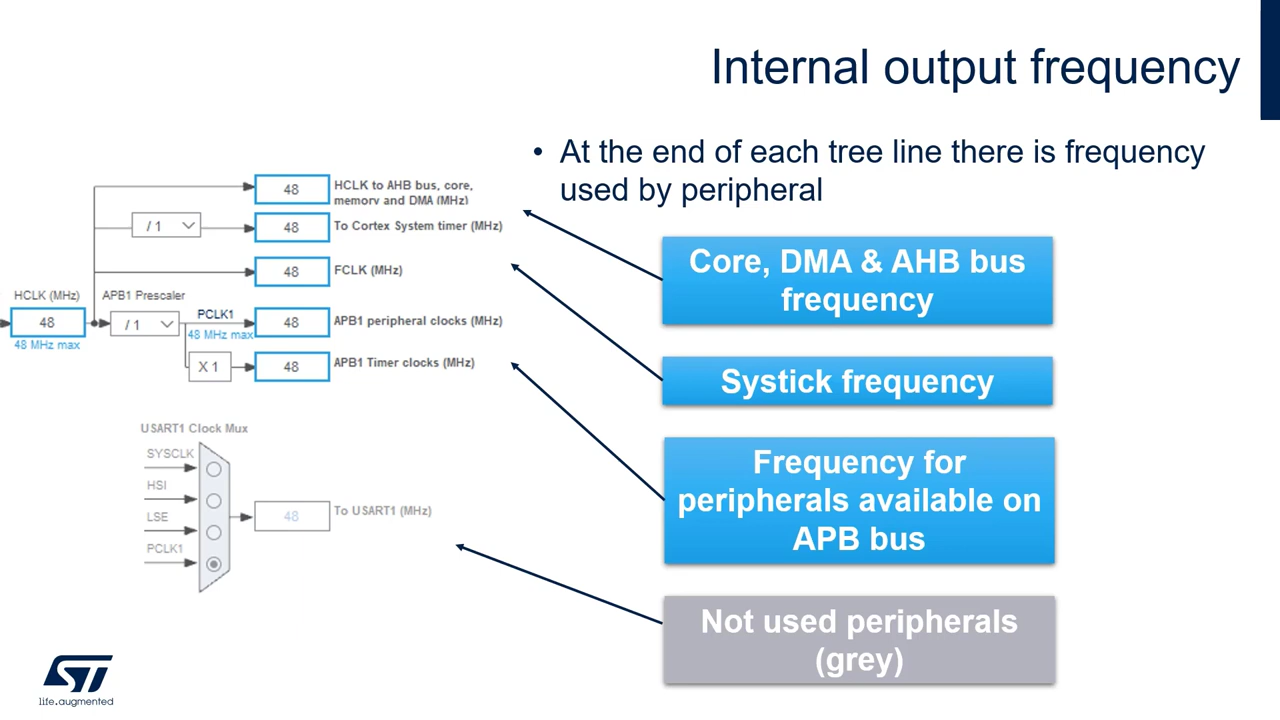 Internal output frequency
• At the end of each tree line there is frequency
used by peripheral
48
HCLK to AHB bus, core,
memory and DMA (MHz)
/ 1
48
To Cortex System timer (MHz)
48
FCLK (MHz)
HCLK (MHz)
APB1 Prescaler
48
48 MHz max
/ 1
PCLK1
48 MHz max
48
APB1 peripheral clocks (MHz)
X 1
48
APB1 Timer clocks (MHz)
USART1 Clock Mux
SYSCLK
HSI
LSE
PCLK1
48
To USART1 (MHz)
Core, DMA & AHB bus
frequency
Systick frequency
Frequency for
peripherals available on
APB bus
Not used peripherals
(grey)
ST
life.augmented